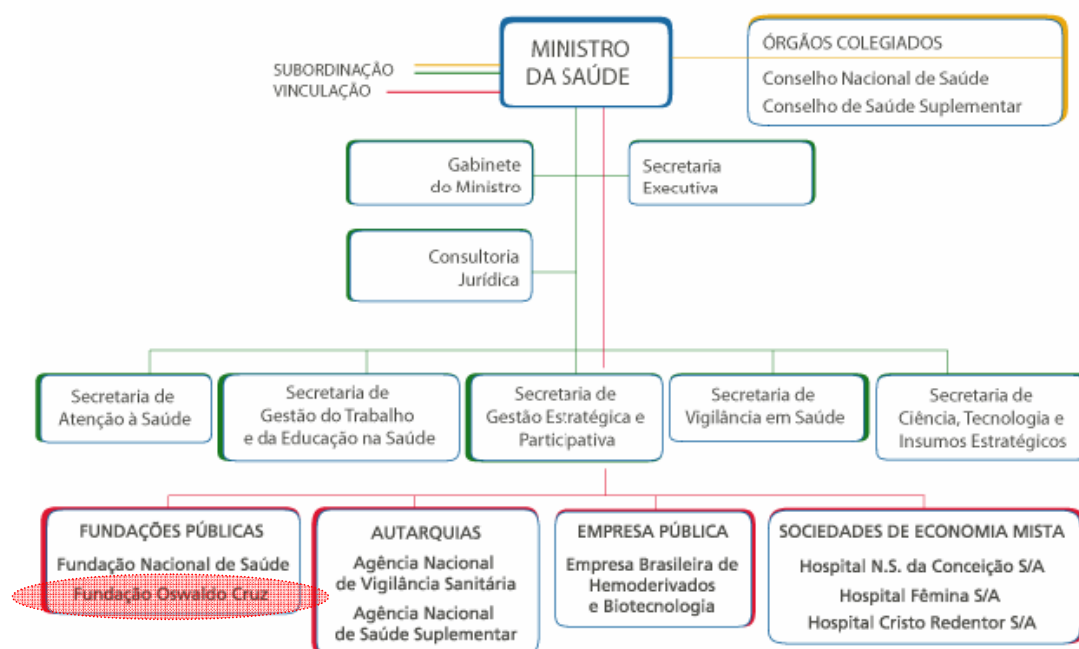 MINISTRO
DA SAÚDE
ÓRGÃOS COLEGIADOS
Conselho Nacional de Saúde
Conselho de Saúde Suplementar
SUBORDINAÇÃO
VINCULAÇÃO
Gabinete
do Ministro
Secretaria
Executiva
Consultoria
Jurídica
Secretaria de
Atenção à Saúde
Secretaria de
Gestão do Trabalho
e da Educação na Saúde
Secretaria de
Gestão Estratégica e
Participativa
Secretaria de
Vigilância em Saúde
Secretaria de
Ciência, Tecnologia e
Insumos Estratégicos
FUNDAÇÕES PÚBLICAS
Fundação Nacional de Saúde
Fundação Oswaldo Cruz
AUTARQUIAS
Agência Nacional
de Vigilância Sanitária
Agência Nacional
de Saúde Suplementar
EMPRESA PÚBLICA
Empresa Brasileira de
Hemoderivados
e Biotecnologia
SOCIEDADES DE ECONOMIA MISTA
Hospital N.S. da Conceição S/A
Hospital Fêmina S/A
Hospital Cristo Redentor S/A